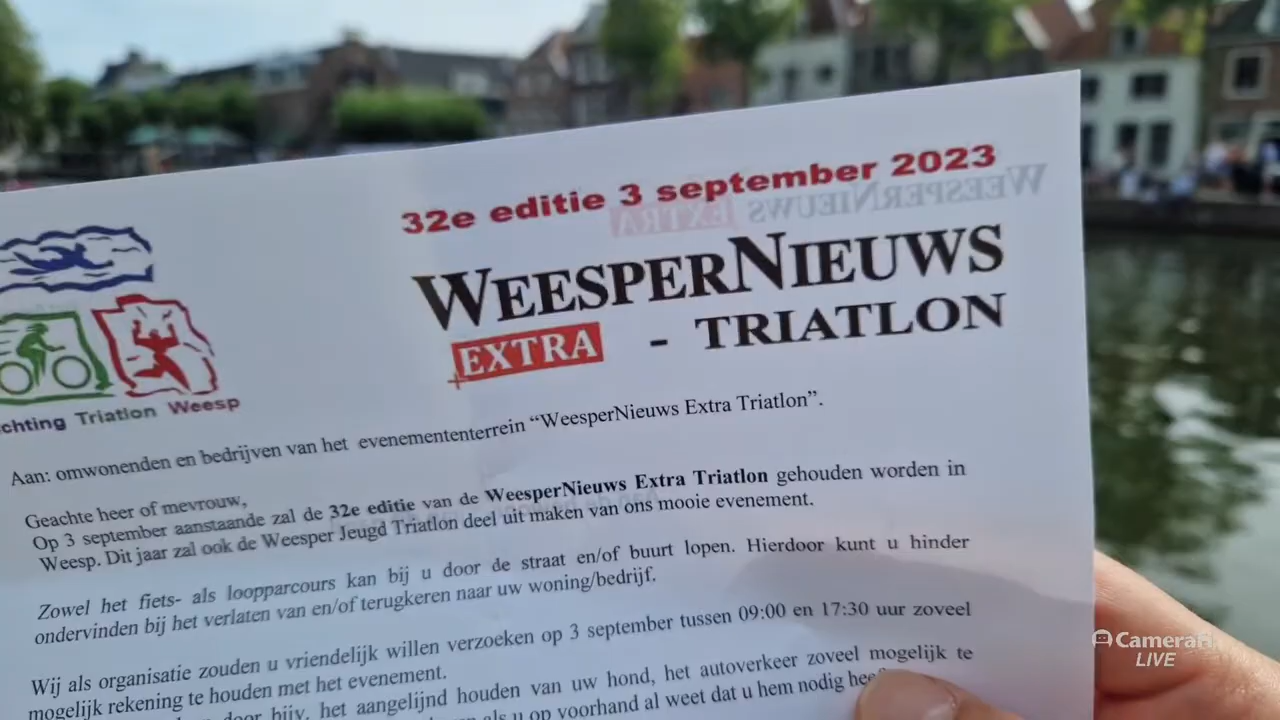 32e editie 3 september 2023
WEESPERNIEUWS
EXTRA - TRIATLON
chting Triatlon Weesp
Aan: omwonenden en bedrijven van het evenemententerrein “WeesperNieuws Extra Triatlon”.
Geachte heer of mevrouw,
Op 3 september aanstaande zal de 32e editie van de WeesperNieuws Extra Triatlon gehouden worden in
Weesp. Dit jaar zal ook de Weesper Jeugd Triatlon deel uit maken van ons mooie evenement.
Zowel het fiets- als loopparcours kan bij u door de straat en/of buurt lopen. Hierdoor kunt u hinder
ondervinden bij het verlaten van en/of terugkeren naar uw woning/bedrijf.
Wij als organisatie zouden u vriendelijk willen verzoeken op 3 september tussen 09:00 en 17:30 uur zoveel
mogelijk rekening te houden met het evenement.
door bijv. het aangelijnd houden van uw hond, het autoverkeer zoveel mogelijk te
als u op voorhand al weet dat u hem nodig
CameraFi
LIVE